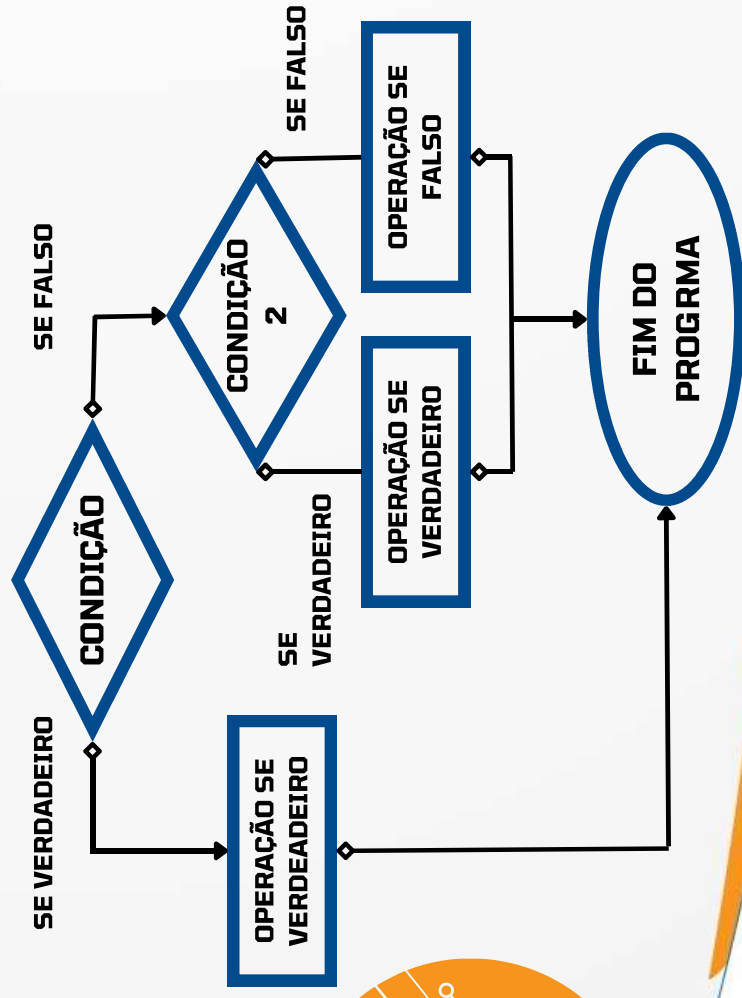 SE VERDADEIRO
SE FALSO
CONDIÇÃO
CONDIÇÃO
2
OPERAÇÃO SE
VERDEADEIRO
SE
VERDADEIRO
SE FALSO
OPERAÇÃO SE
VERDADEIRO
OPERAÇÃO SE
FALSO
FIM DO
PROGRMA